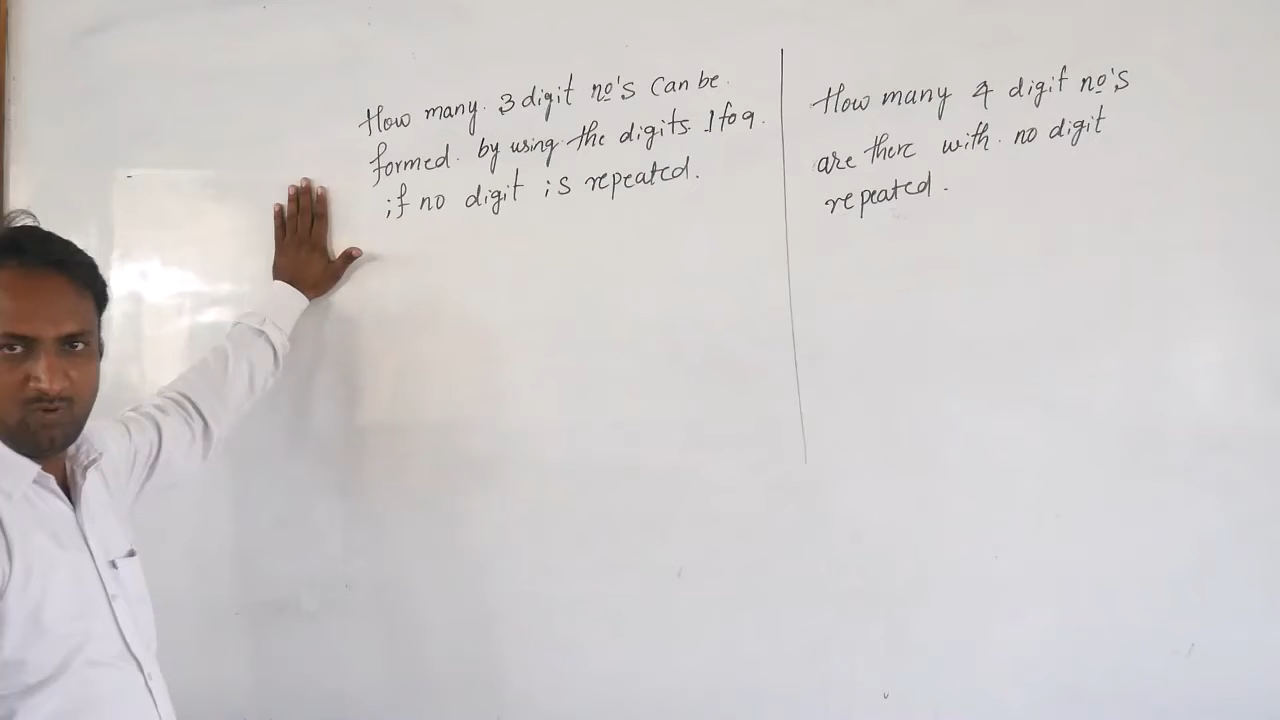 How many 3 digit no's can be
formed by using the digits 1 to 9
if no digit is repeated.
How many 4 digit no's
are there with no digit
repeated.